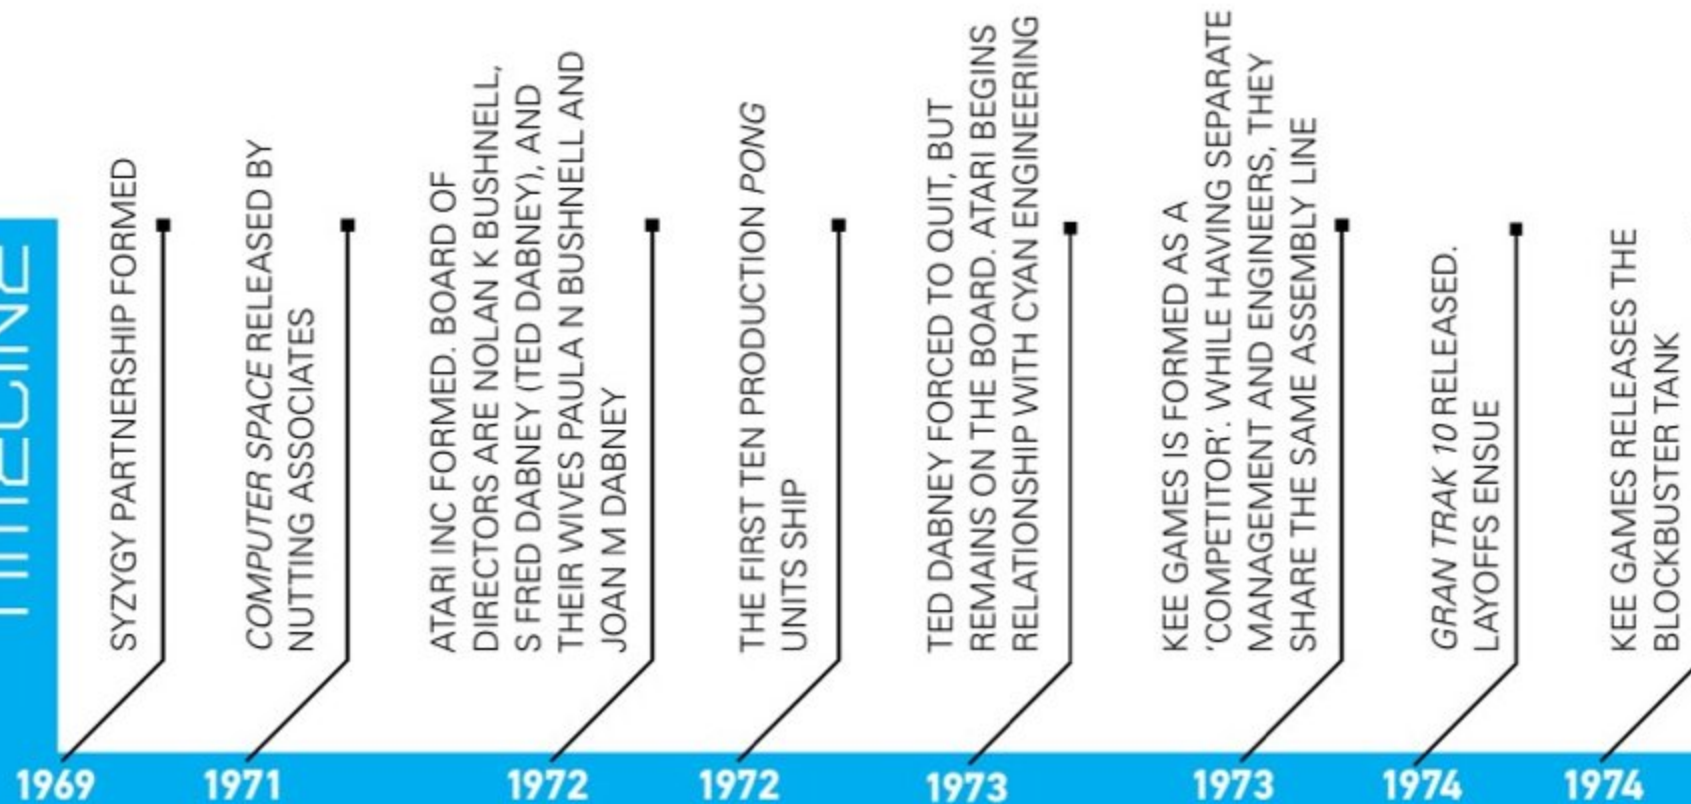 TIMELINE
SYZYGY PARTNERSHIP FORMED
1969
COMPUTER SPACE RELEASED BY
NUTTING ASSOCIATES
1971
ATARI INC FORMED. BOARD OF
DIRECTORS ARE NOLAN K BUSHNELL,
S FRED DABNEY (TED DABNEY), AND
THEIR WIVES PAULA N BUSHNELL AND
JOAN M DABNEY
1972
THE FIRST TEN PRODUCTION PONG
UNITS SHIP
1972
TED DABNEY FORCED TO QUIT, BUT
REMAINS ON THE BOARD. ATARI BEGINS
RELATIONSHIP WITH CYAN ENGINEERING
1973
KEE GAMES IS FORMED AS A
'COMPETITOR'. WHILE HAVING SEPARATE
MANAGEMENT AND ENGINEERS, THEY
SHARE THE SAME ASSEMBLY LINE
1973
GRAN TRAK 10 RELEASED.
LAYOFFS ENSUE
1974
KEE GAMES RELEASES THE
BLOCKBUSTER TANK
1974